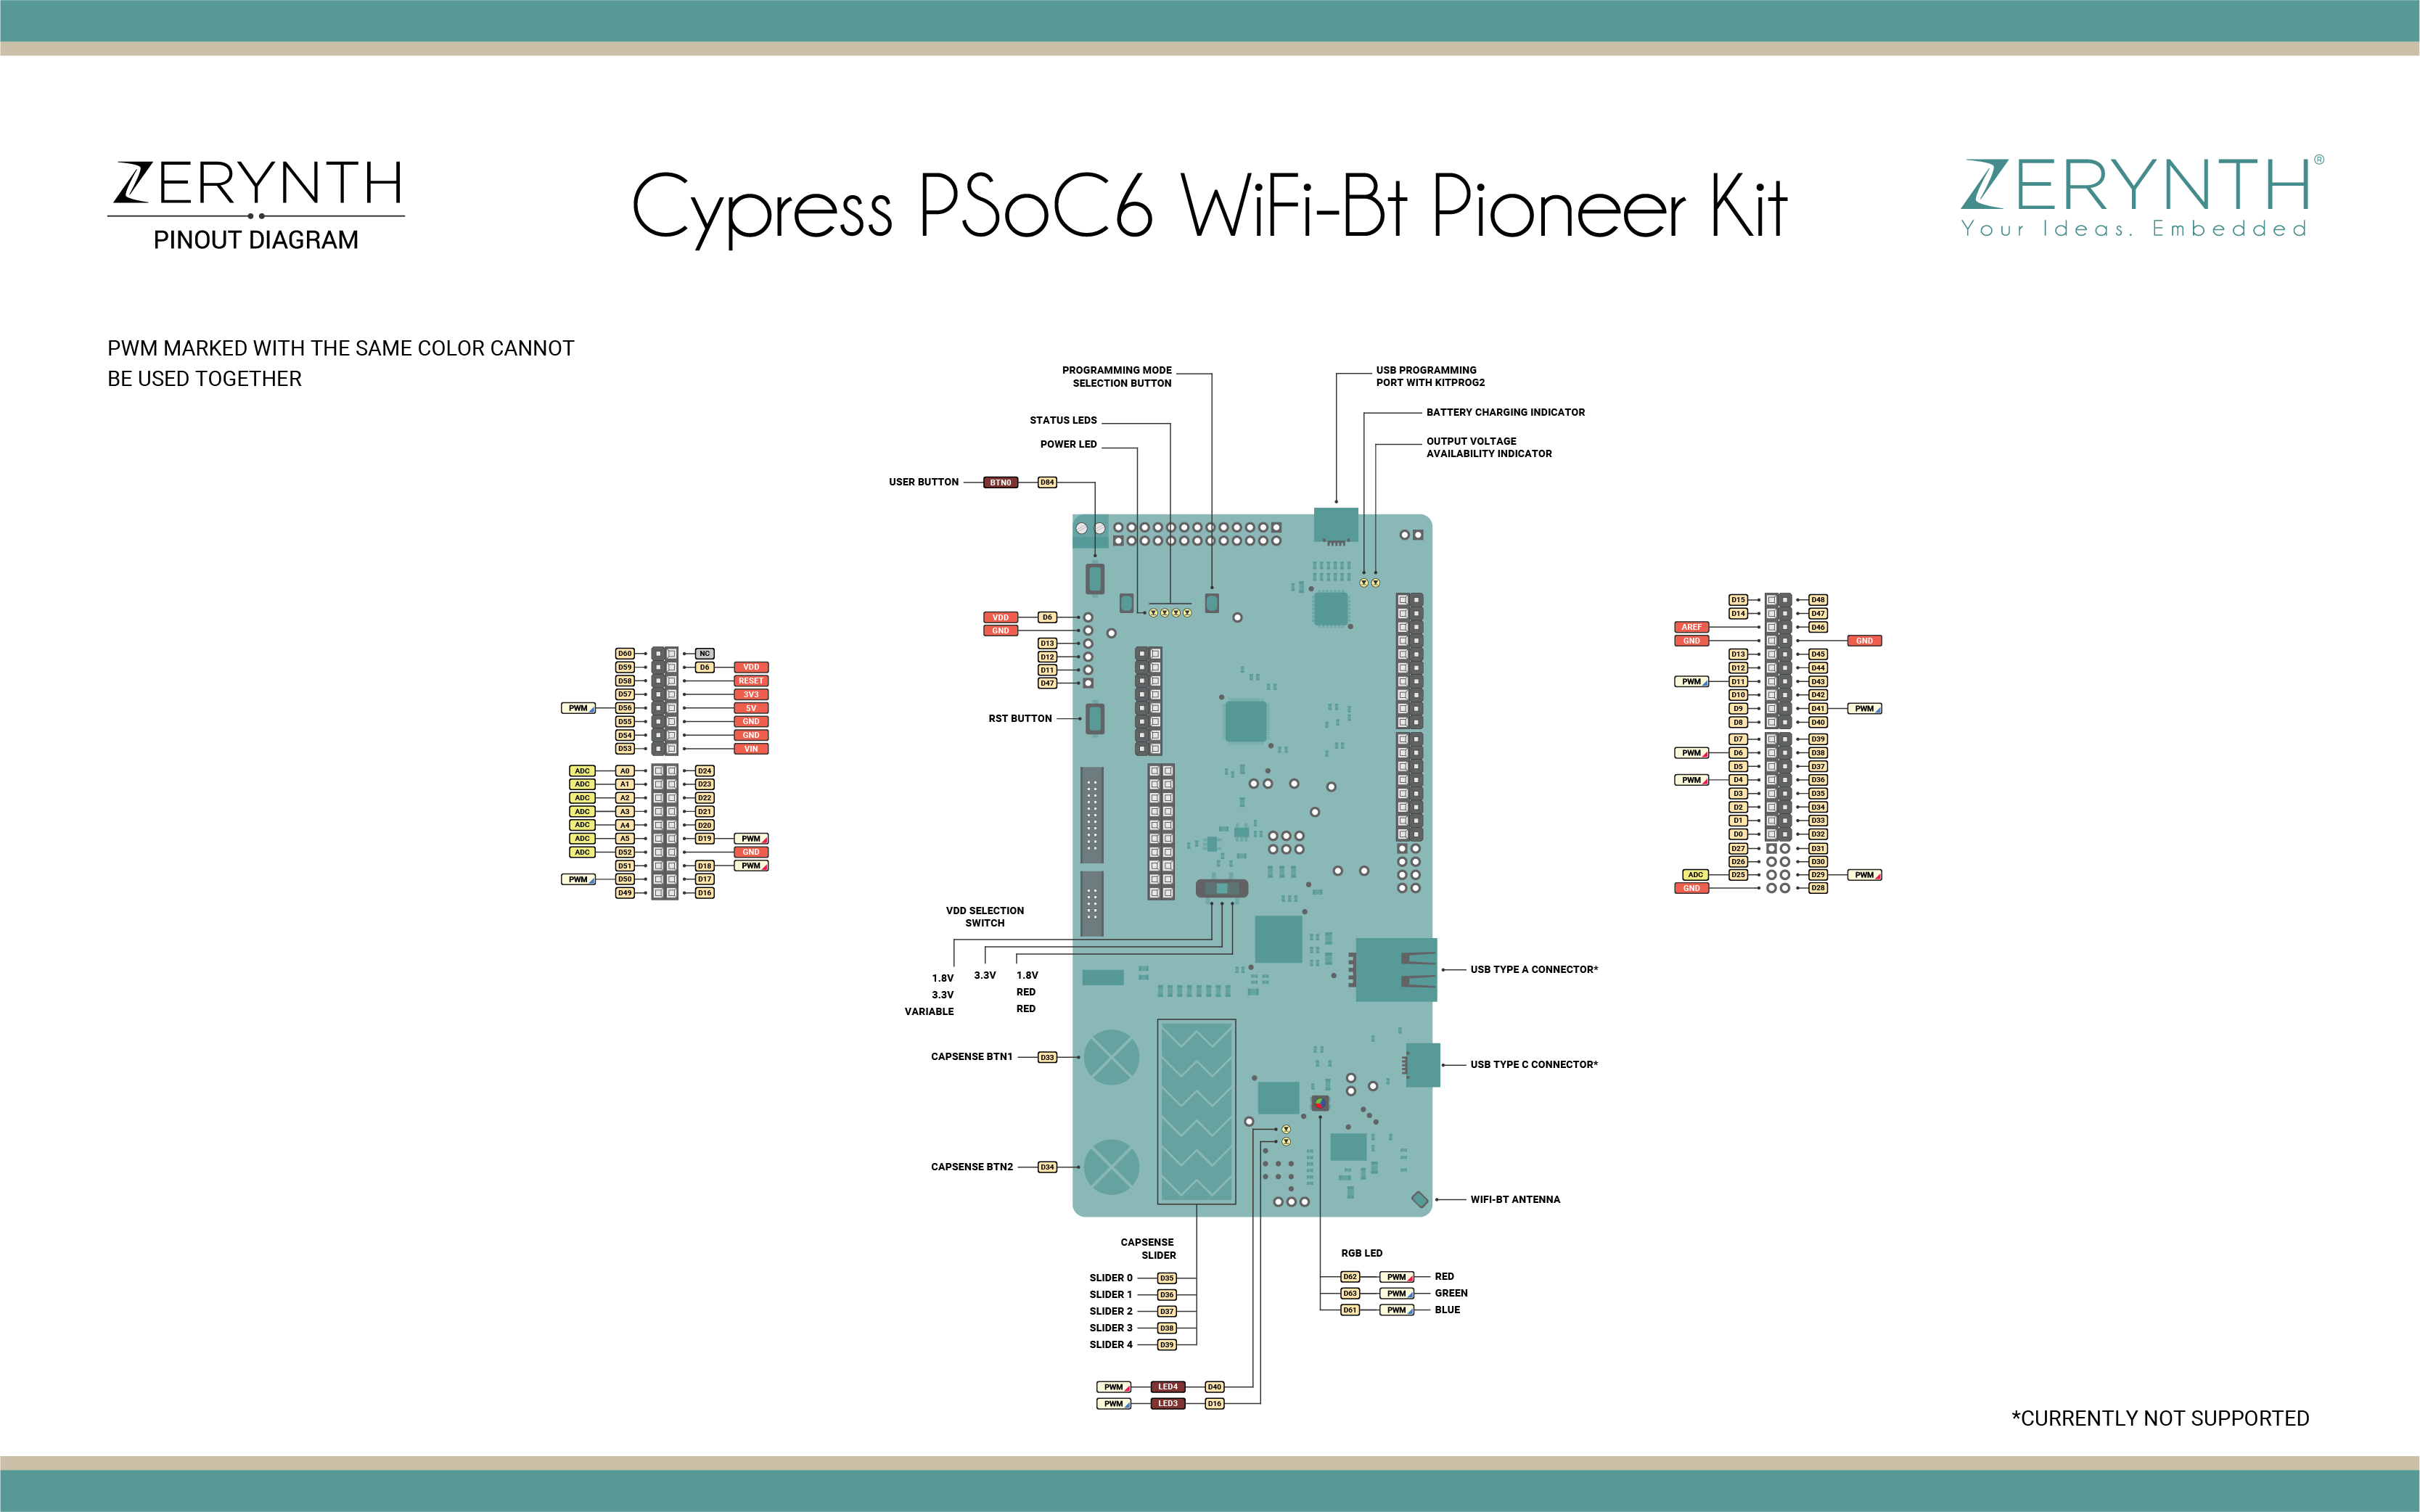 ZERYNTH
PINOUT DIAGRAM
Cypress PSoC6 WiFi-Bt Pioneer Kit
ZERYNTH®
Your Ideas. Embedded
PWM MARKED WITH THE SAME COLOR CANNOT
BE USED TOGETHER
PROGRAMMING MODE
SELECTION BUTTON
STATUS LEDS
POWER LED
USER BUTTON BTN0 D84
USB PROGRAMMING
PORT WITH KITPROG2
BATTERY CHARGING INDICATOR
OUTPUT VOLTAGE
AVAILABILITY INDICATOR
VDD D6
GND
D13
D12
D11
D47
RST BUTTON
D60 NC
D59 D6 VDD
D58 RESET
D57 3V3
PWM D56 5V
D55 GND
D54 GND
D53 VIN
ADC A0 D24
ADC A1 D23
ADC A2 D22
ADC A3 D21
ADC A4 D20
ADC A5 D19 PWM
ADC D52 GND
D51 D18 PWM
PWM D50 D17
D49 D16
D15 D48
D14 D47
AREF D46
GND GND
D13 D45
D12 D44
PWM D11 D43
D10 D42
D9 D41 PWM
D8 D40
D7 D39
PWM D6 D38
D5 D37
PWM D4 D36
D3 D35
D2 D34
D1 D33
D0 D32
D27 D31
D26 D30
ADC D25 D29 PWM
GND D28
VDD SELECTION
SWITCH
1.8V 3.3V 1.8V
3.3V RED
VARIABLE RED
CAPSENSE BTN1 D33
CAPSENSE BTN2 D34
USB TYPE A CONNECTOR*
USB TYPE C CONNECTOR*
WIFI-BT ANTENNA
CAPSENSE
SLIDER
SLIDER 0 D35
SLIDER 1 D36
SLIDER 2 D37
SLIDER 3 D38
SLIDER 4 D39
RGB LED
D62 PWM RED
D63 PWM GREEN
D61 PWM BLUE
PWM LED4 D40
PWM LED3 D16
*CURRENTLY NOT SUPPORTED